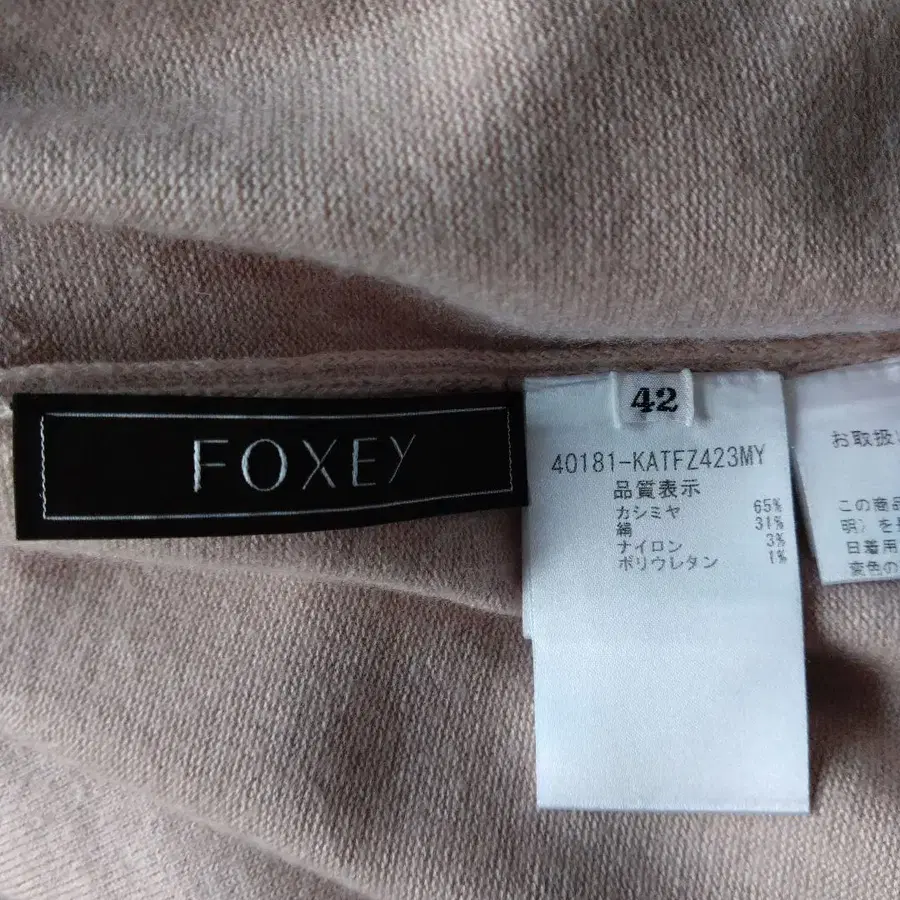 FOXEY
42
40181-KATFZ423MY
品質表示
カシミヤ 65%
絹 31%
ナイロン 3%
ポリウレタン 1%
お取扱
この商品
明）を
日着用
変色の